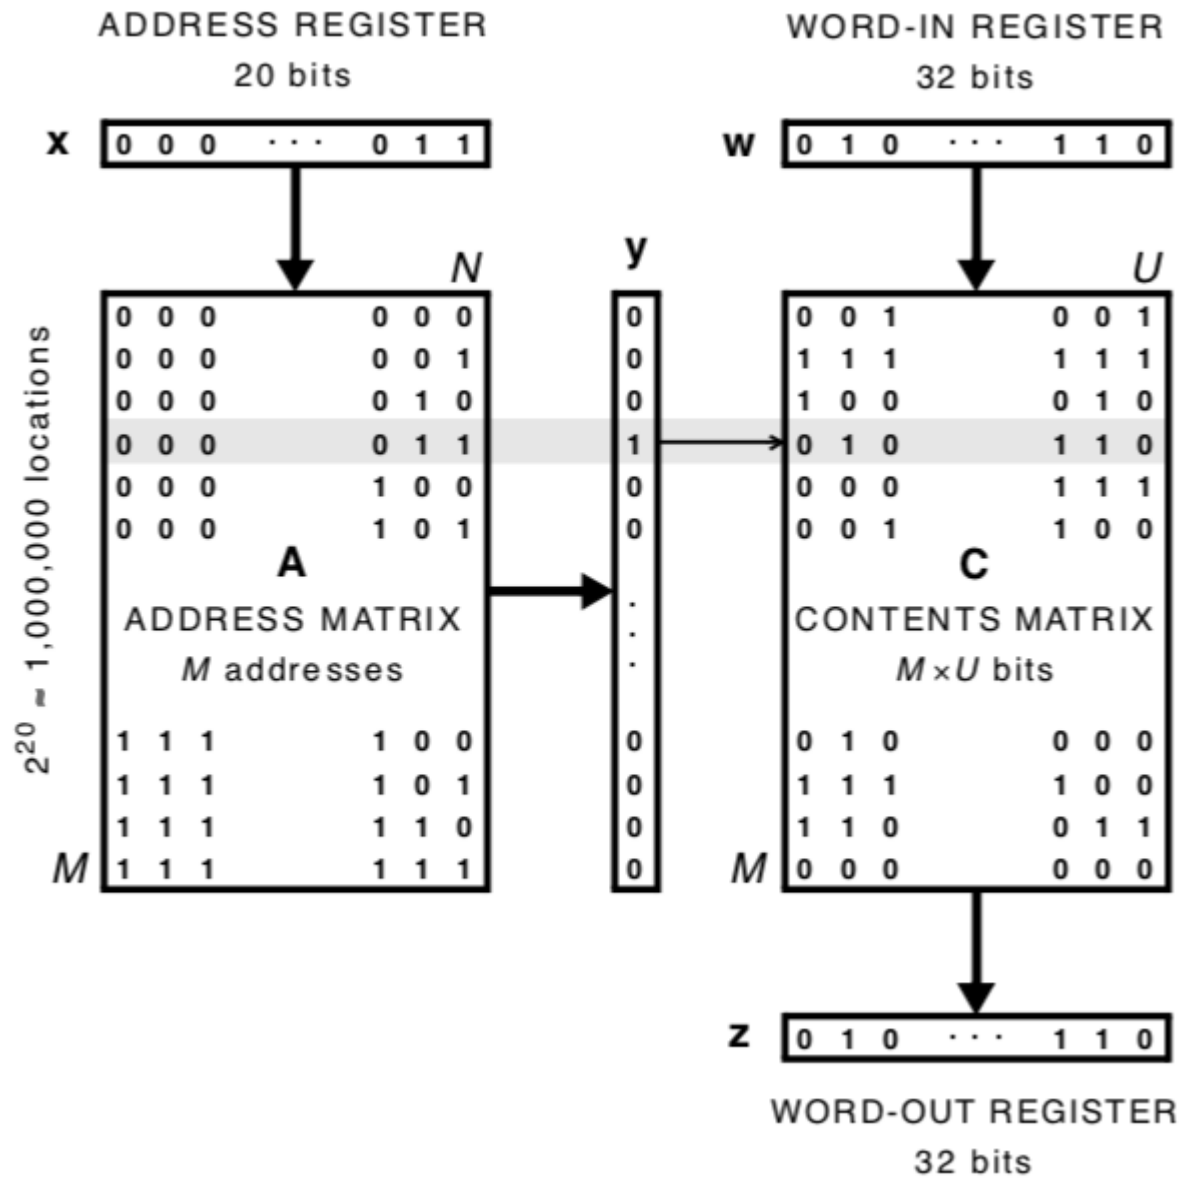 ADDRESS REGISTER
20 bits
WORD-IN REGISTER
32 bits
x
0 0 0 ··· 0 1 1
w
0 1 0 ··· 1 1 0
N
y
U
2^20 ≈ 1,000,000 locations
0 0 0 0 0 0
0
0 0 1 0 0 1
0 0 0 0 0 1
0
1 1 1 1 1 1
0 0 0 0 1 0
0
1 0 0 0 1 0
0 0 0 0 1 1
1
0 1 0 1 1 0
0 0 0 1 0 0
0
0 0 0 1 1 1
0 0 0 1 0 1
0
0 0 1 1 0 0
A
ADDRESS MATRIX
M addresses
· · ·
C
CONTENTS MATRIX
M×U bits
1 1 1 1 0 0
0
0 1 0 0 0 0
1 1 1 1 0 1
0
1 1 1 1 0 0
1 1 1 1 1 0
0
1 1 0 0 1 1
M
1 1 1 1 1 1
0
M
0 0 0 0 0 0
z
0 1 0 ··· 1 1 0
WORD-OUT REGISTER
32 bits